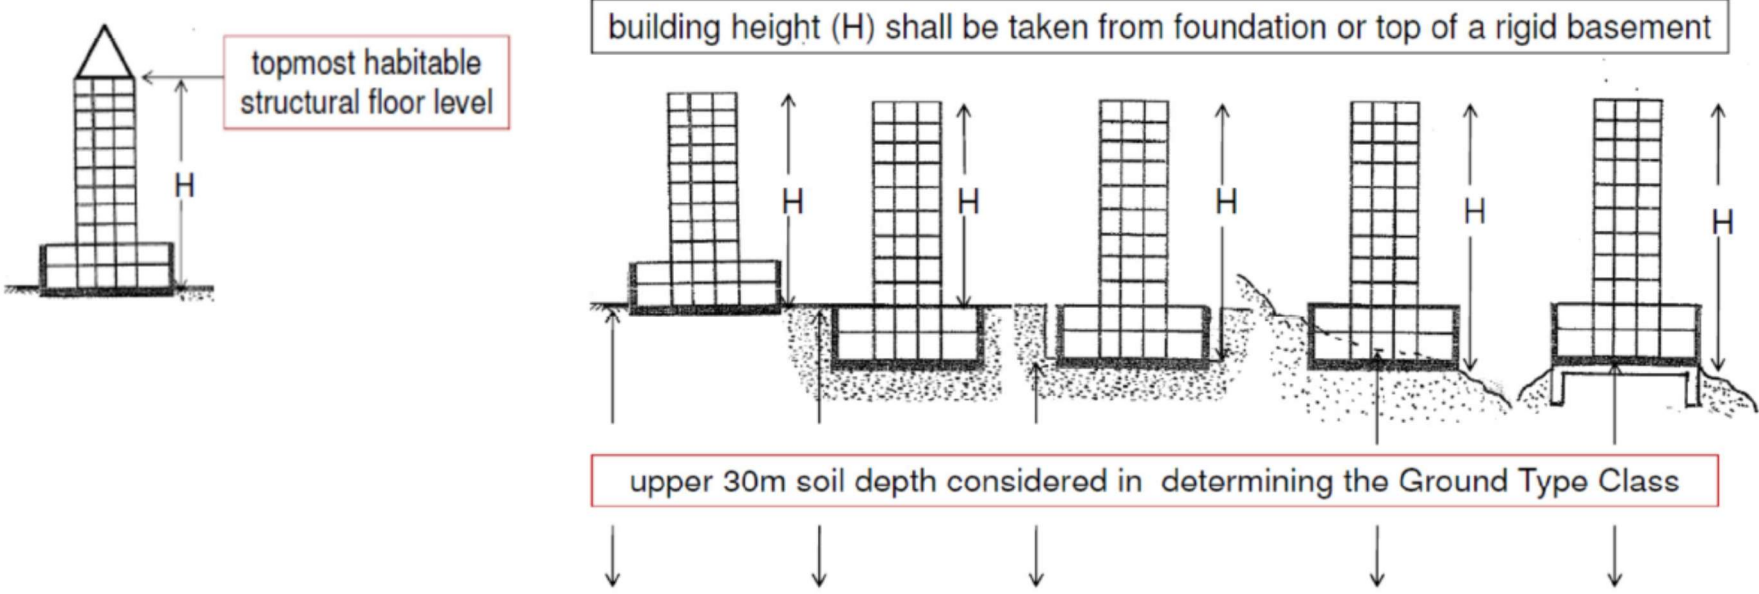 building height (H) shall be taken from foundation or top of a rigid basement
topmost habitable
structural floor level
H
H
H
H
H
H
upper 30m soil depth considered in determining the Ground Type Class